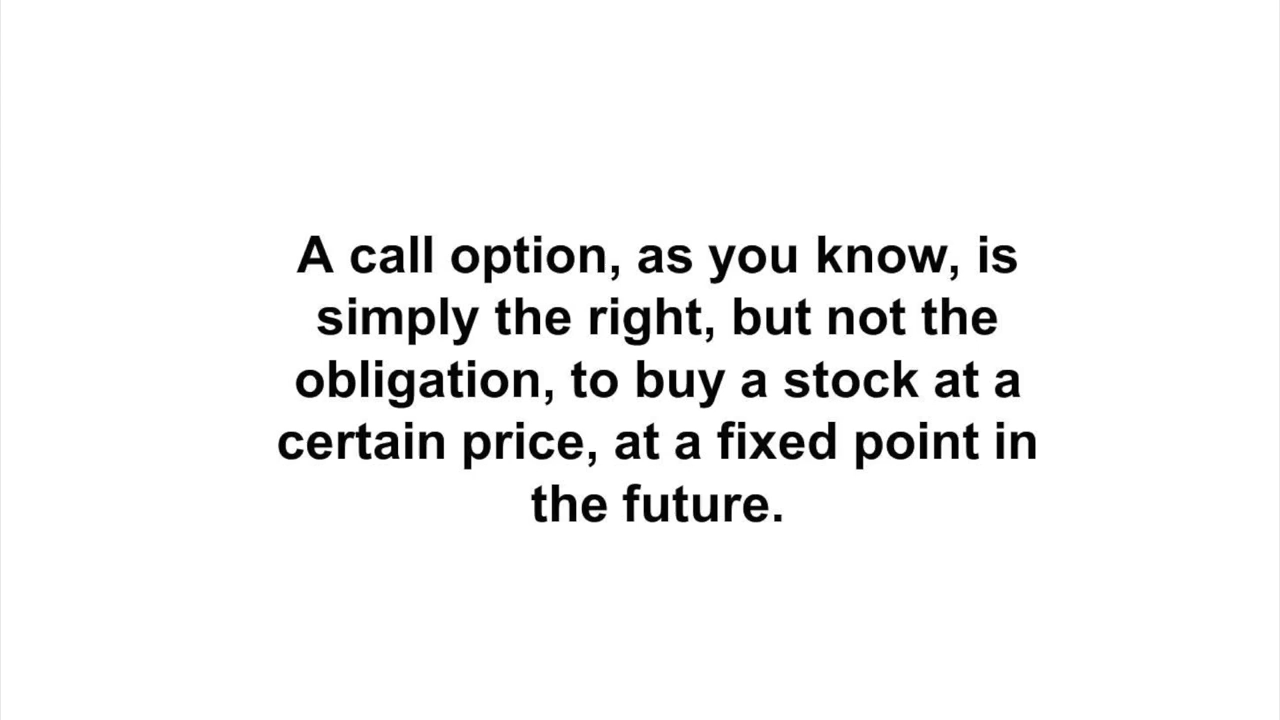 A call option, as you know, is
simply the right, but not the
obligation, to buy a stock at a
certain price, at a fixed point in
the future.